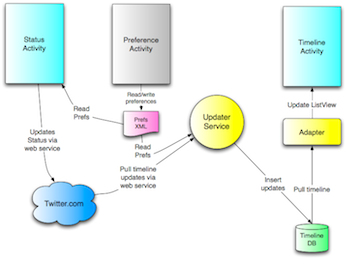 Status
Activity
Preference
Activity
Timeline
Activity
Read/write
preferences
Update ListView
Read
Prefs
Prefs
XML
Updater
Service
Adapter
Updates
Status via
web service
Read
Prefs
Pull timeline
updates via
web service
Insert
updates
Pull timeline
Twitter.com
Timeline
DB